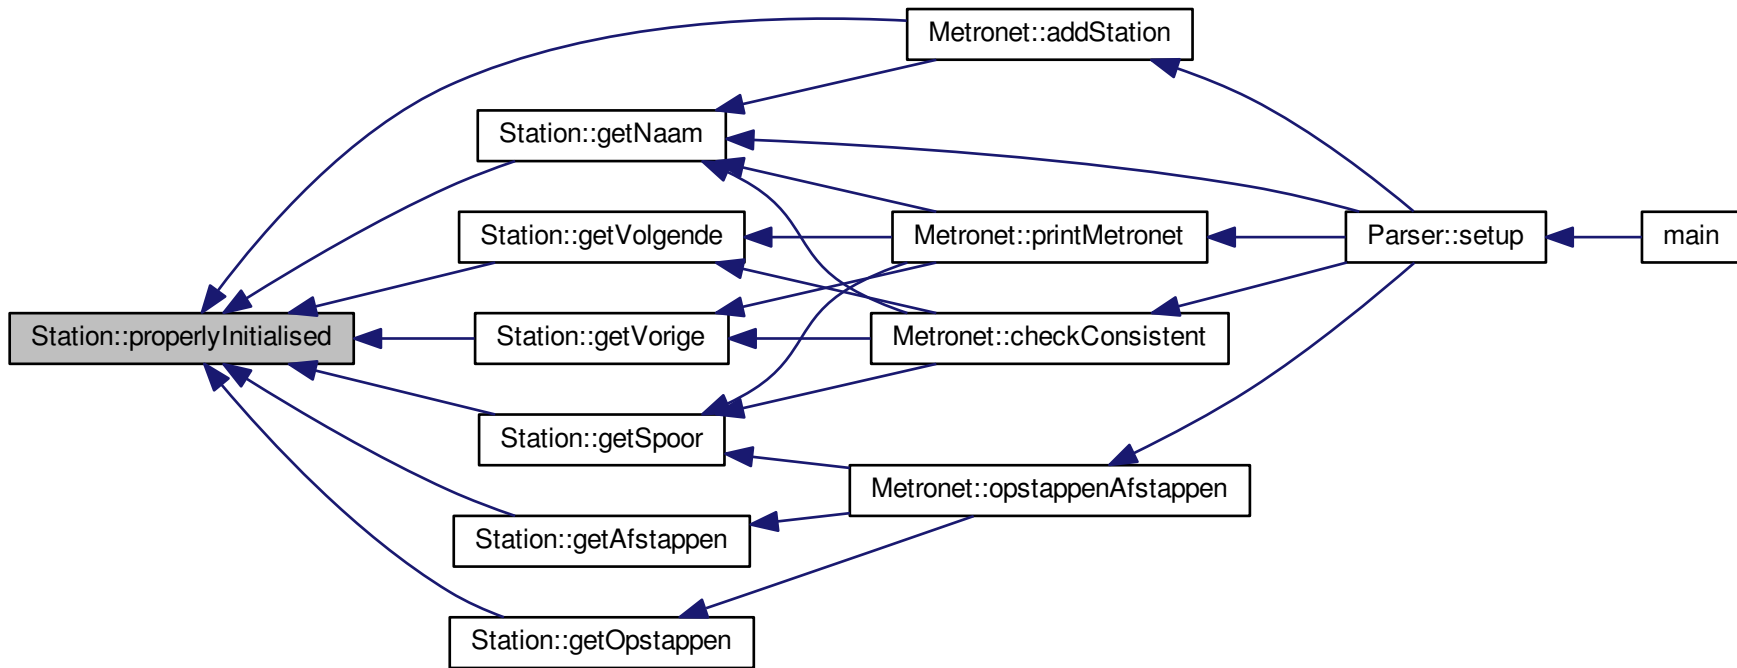 Metronet::addStation
Station::getNaam
Station::getVolgende
Metronet::printMetronet
Parser::setup
main
Station::properlyInitialised
Station::getVorige
Metronet::checkConsistent
Station::getSpoor
Metronet::opstappenAfstappen
Station::getAfstappen
Station::getOpstappen